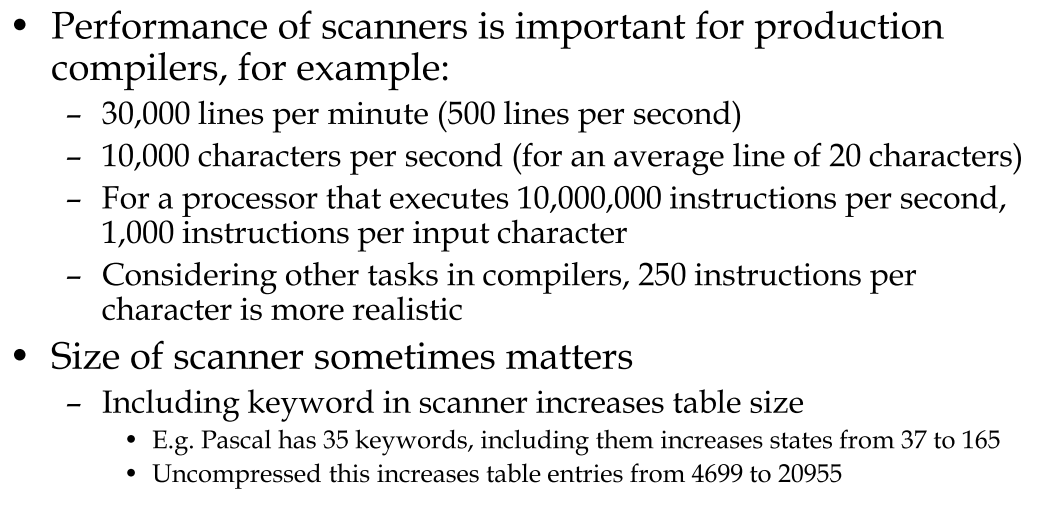 • Performance of scanners is important for production
compilers, for example:
– 30,000 lines per minute (500 lines per second)
– 10,000 characters per second (for an average line of 20 characters)
– For a processor that executes 10,000,000 instructions per second,
1,000 instructions per input character
– Considering other tasks in compilers, 250 instructions per
character is more realistic
• Size of scanner sometimes matters
– Including keyword in scanner increases table size
• E.g. Pascal has 35 keywords, including them increases states from 37 to 165
• Uncompressed this increases table entries from 4699 to 20955